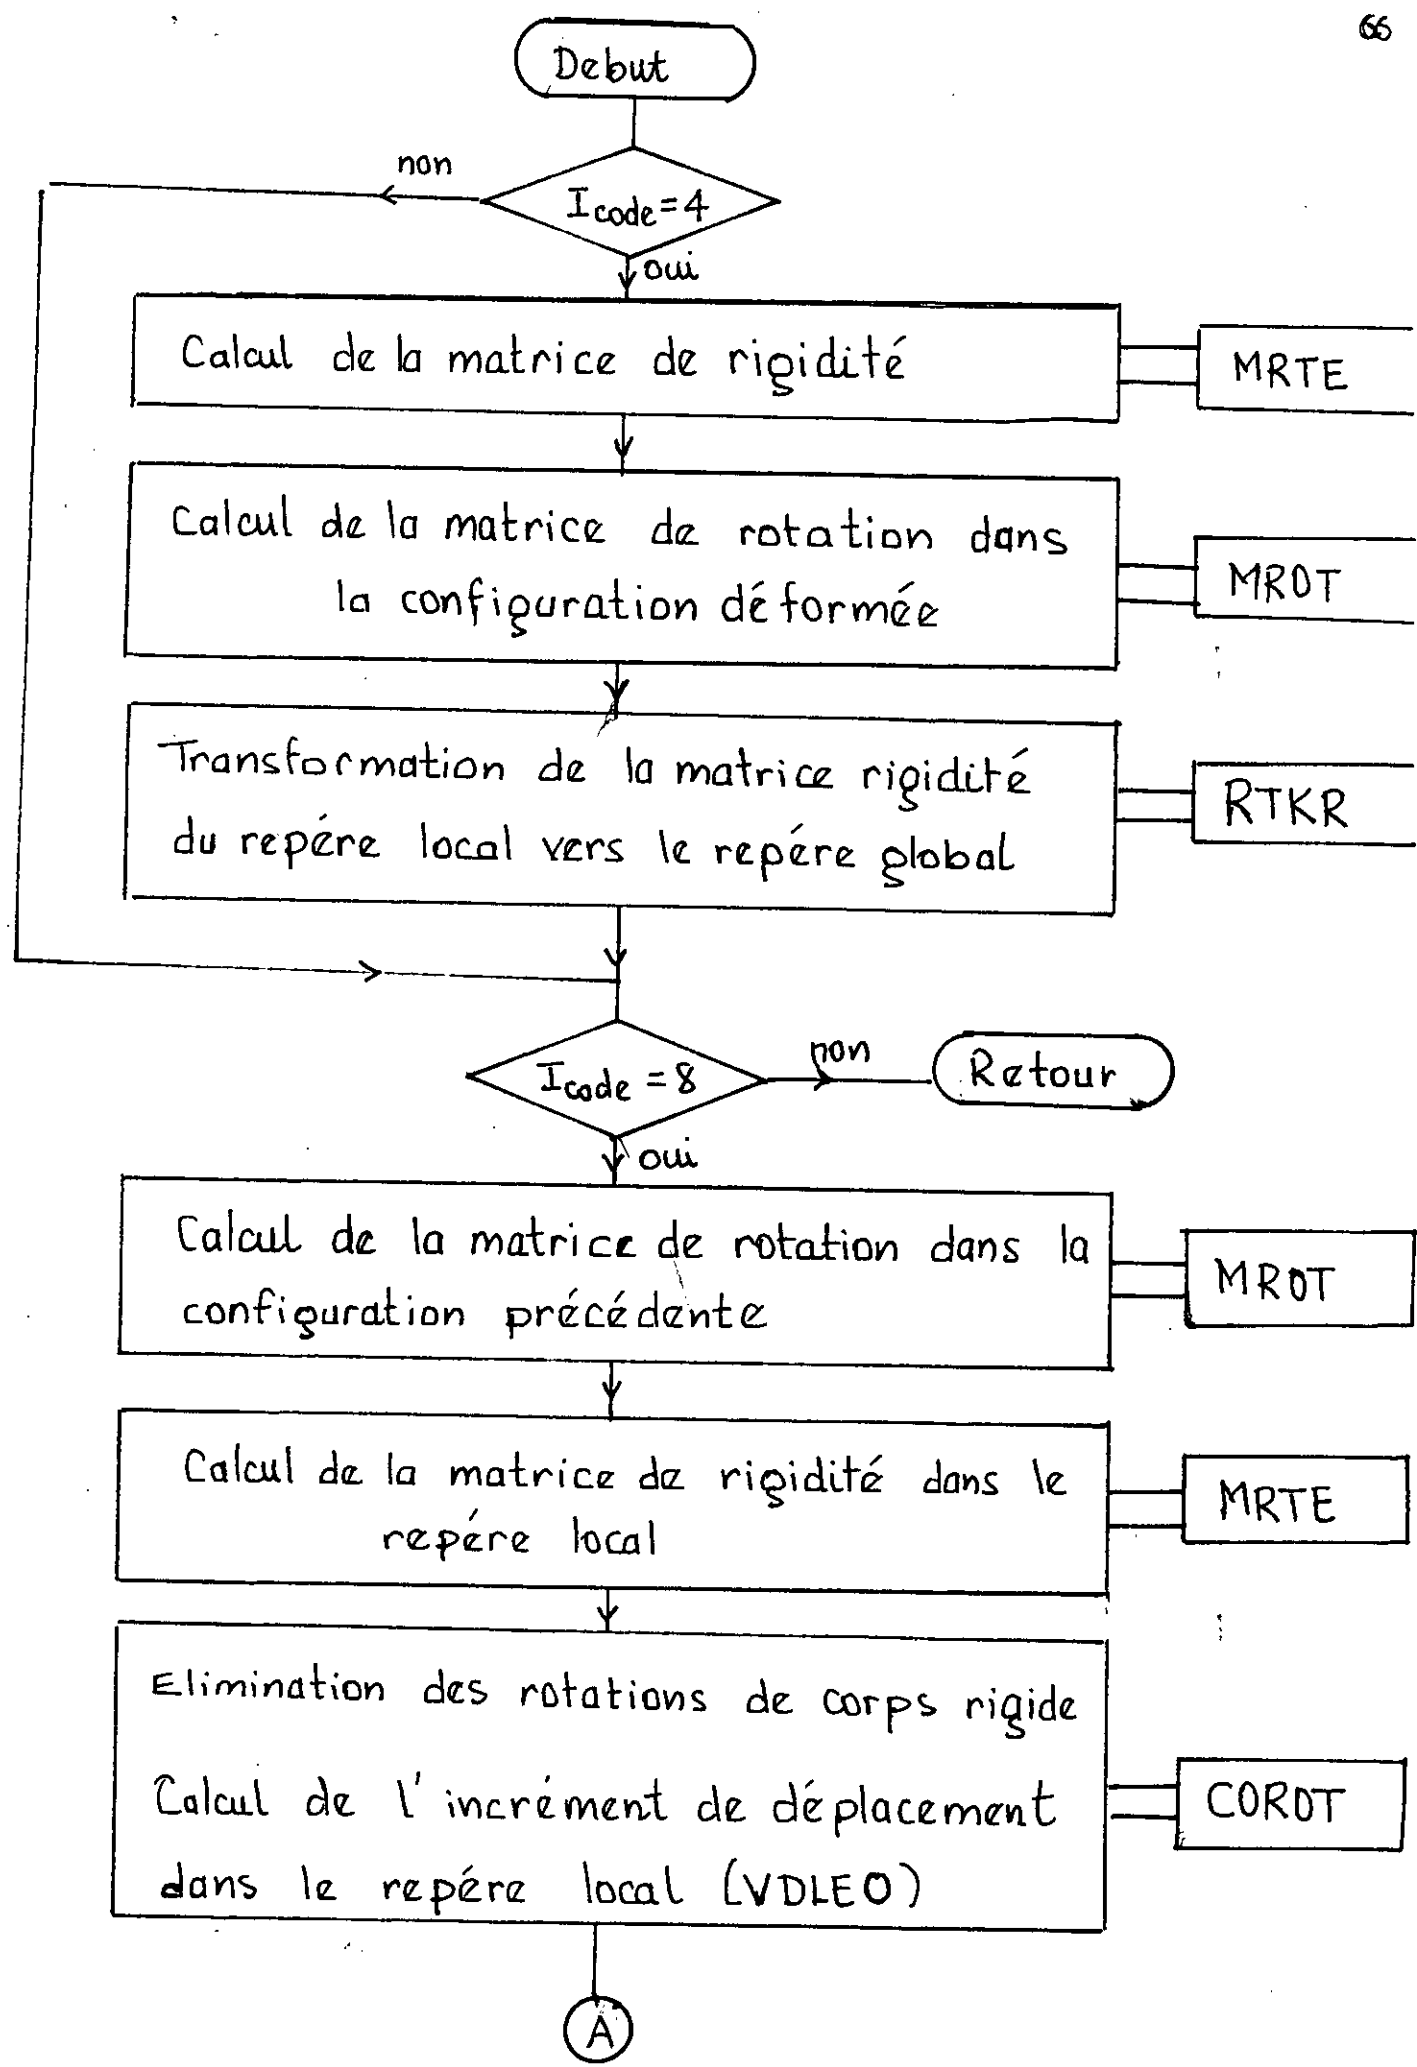 66
Debut
non
Icode=4
oui
Calcul de la matrice de rigidité
MRTE
Calcul de la matrice de rotation dans
la configuration déformée
MROT
Transformation de la matrice rigidité
du repére local vers le repére global
RTKR
Icode=8
non
Retour
oui
Calcul de la matrice de rotation dans la
configuration précédente
MROT
Calcul de la matrice de rigidité dans le
repére local
MRTE
Elimination des rotations de corps rigide
Calcul de l'incrément de déplacement
dans le repére local (VDLEO)
COROT
A